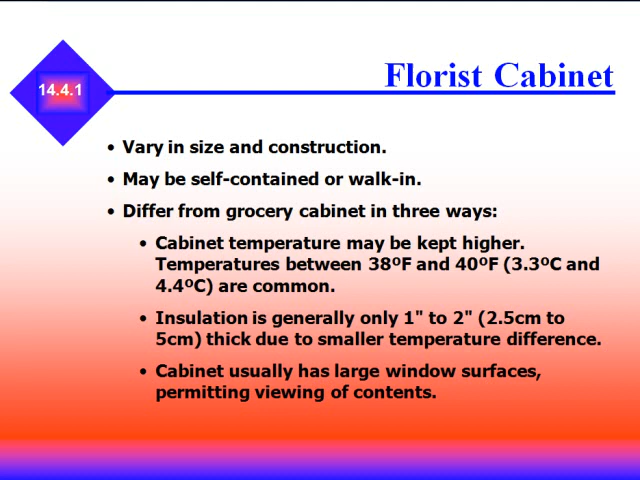 14.4.1
Florist Cabinet
• Vary in size and construction.
• May be self-contained or walk-in.
• Differ from grocery cabinet in three ways:
• Cabinet temperature may be kept higher.
Temperatures between 38ºF and 40ºF (3.3ºC and
4.4ºC) are common.
• Insulation is generally only 1" to 2" (2.5cm to
5cm) thick due to smaller temperature difference.
• Cabinet usually has large window surfaces,
permitting viewing of contents.